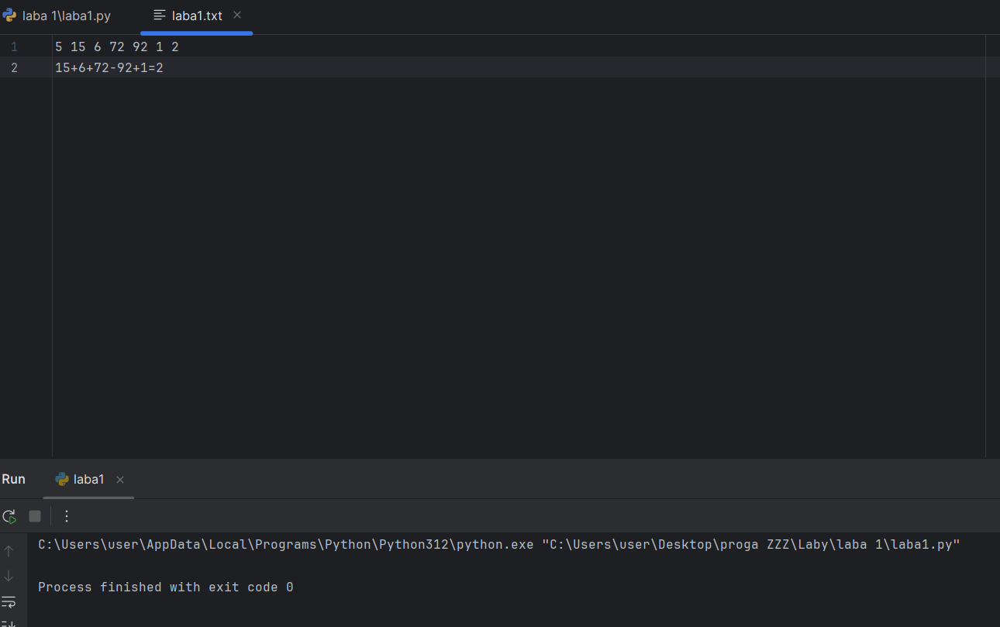 laba 1\laba1.py laba1.txt
1 5 15 6 72 92 1 2
2 15+6+72-92+1=2
Run laba1
C:\Users\user\AppData\Local\Programs\Python\Python312\python.exe "C:\Users\user\Desktop\proga ZZZ\Laby\laba 1\laba1.py"
Process finished with exit code 0